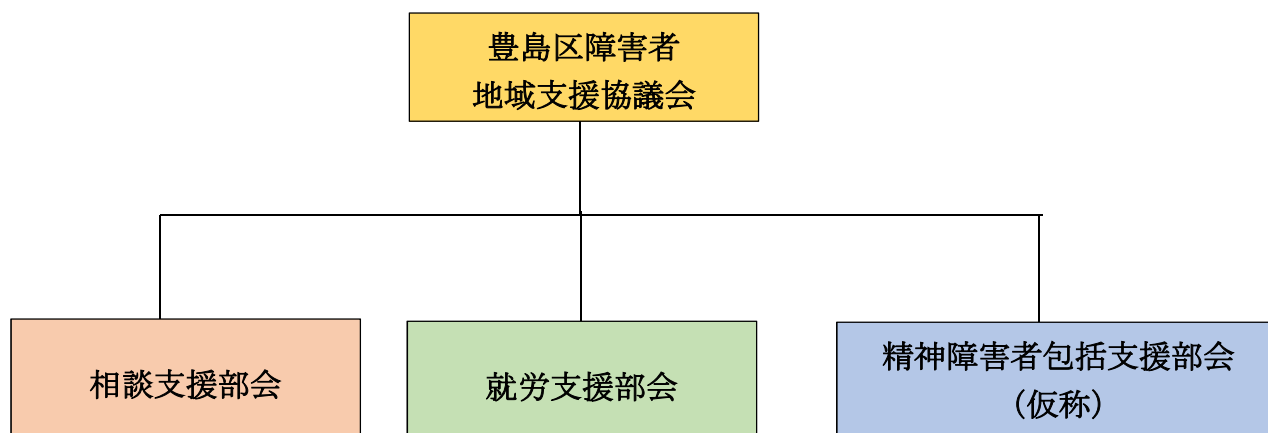 豊島区障害者
地域支援協議会
相談支援部会
就労支援部会
精神障害者包括支援部会
（仮称）